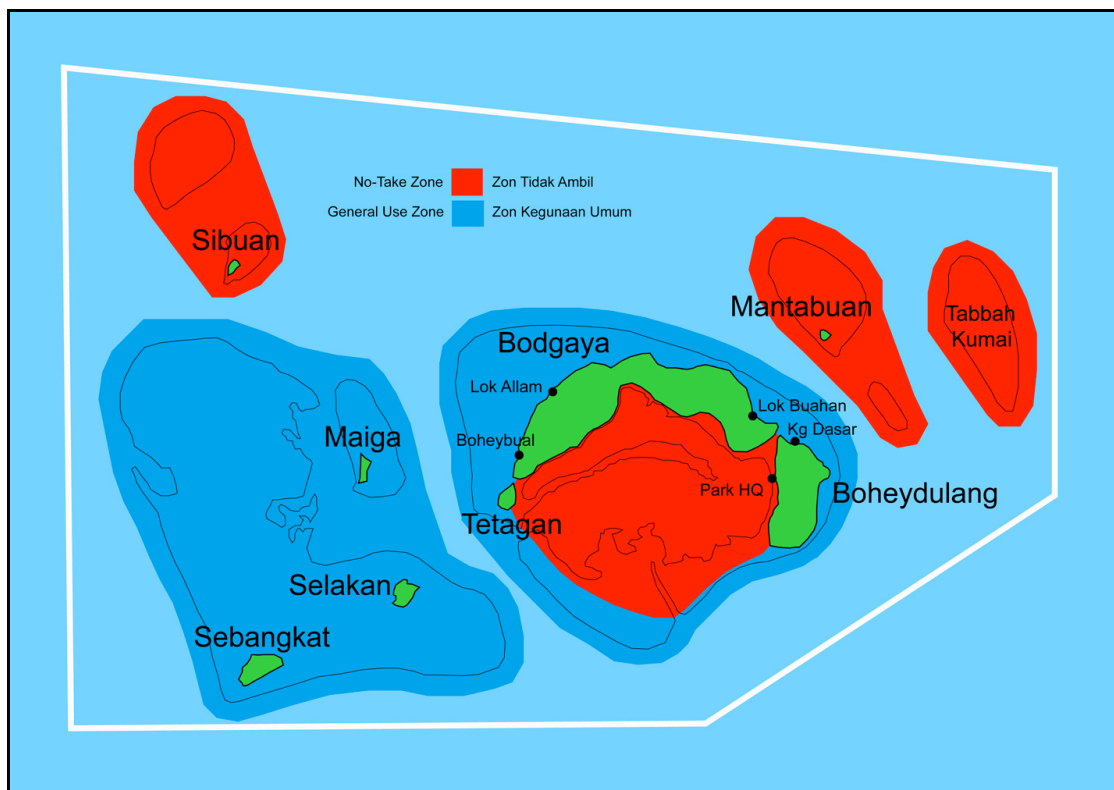 No-Take Zone Zon Tidak Ambil
General Use Zone Zon Kegunaan Umum
Sibuan
Mantabuan
Tabbah
Kumai
Bodgaya
Lok Allam
Lok Buahan
Kg Dasar
Boheybual
Maiga
Park HQ
Boheydulang
Tetagan
Selakan
Sebangkat